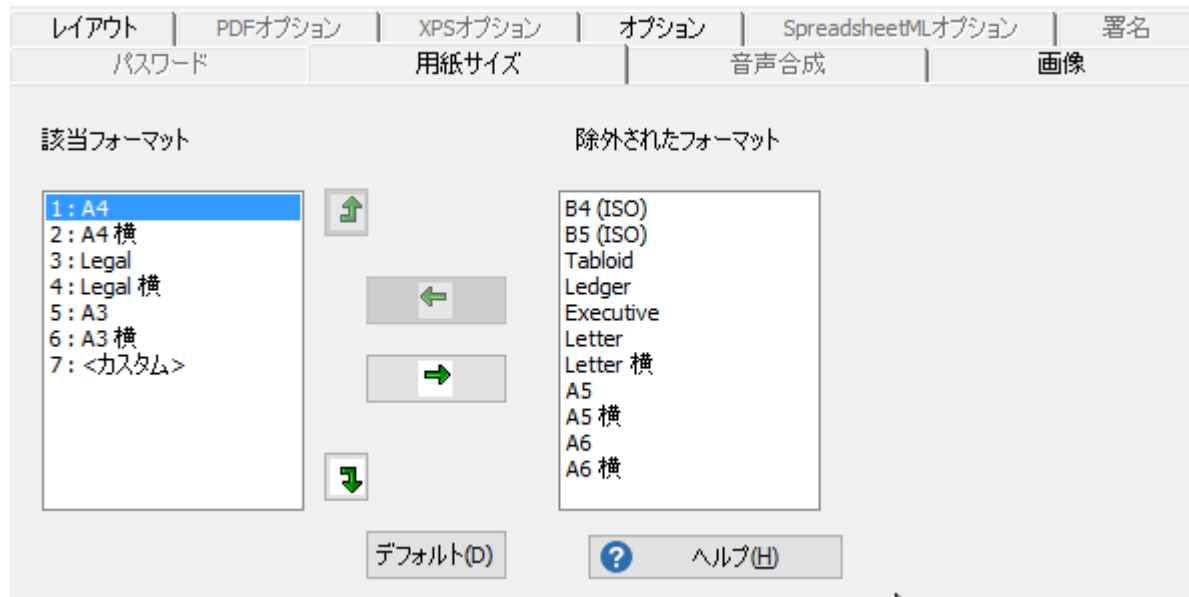 レイアウト PDFオプション XPSオプション オプション SpreadsheetMLオプション 署名
パスワード 用紙サイズ 音声合成 画像
該当フォーマット
除外されたフォーマット
1 : A4
2 : A4 横
3 : Legal
4 : Legal 横
5 : A3
6 : A3 横
7 : <カスタム>
B4 (ISO)
B5 (ISO)
Tabloid
Ledger
Executive
Letter
Letter 横
A5
A5 横
A6
A6 横
デフォルト(D)
? ヘルプ(H)